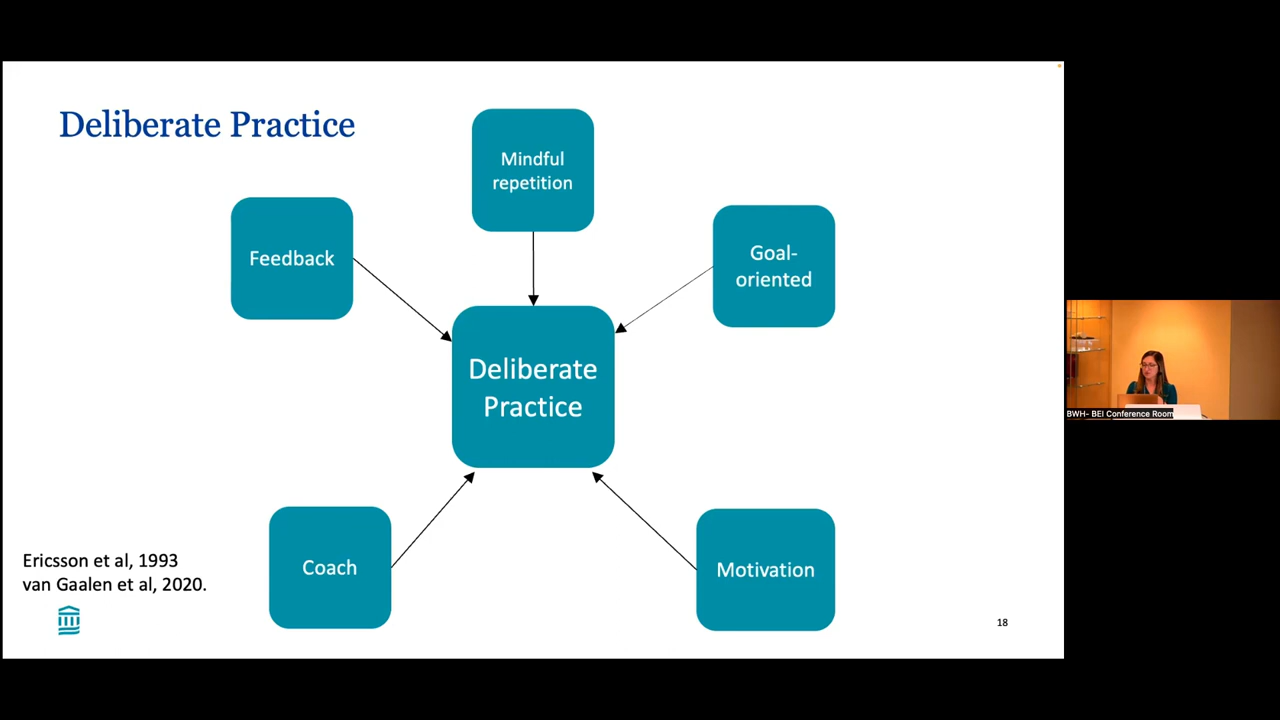 Deliberate Practice
Mindful
repetition
Feedback
Goal-
oriented
Deliberate
Practice
Coach
Motivation
Ericsson et al, 1993
van Gaalen et al, 2020.
18
BWH- BEI Conference Room